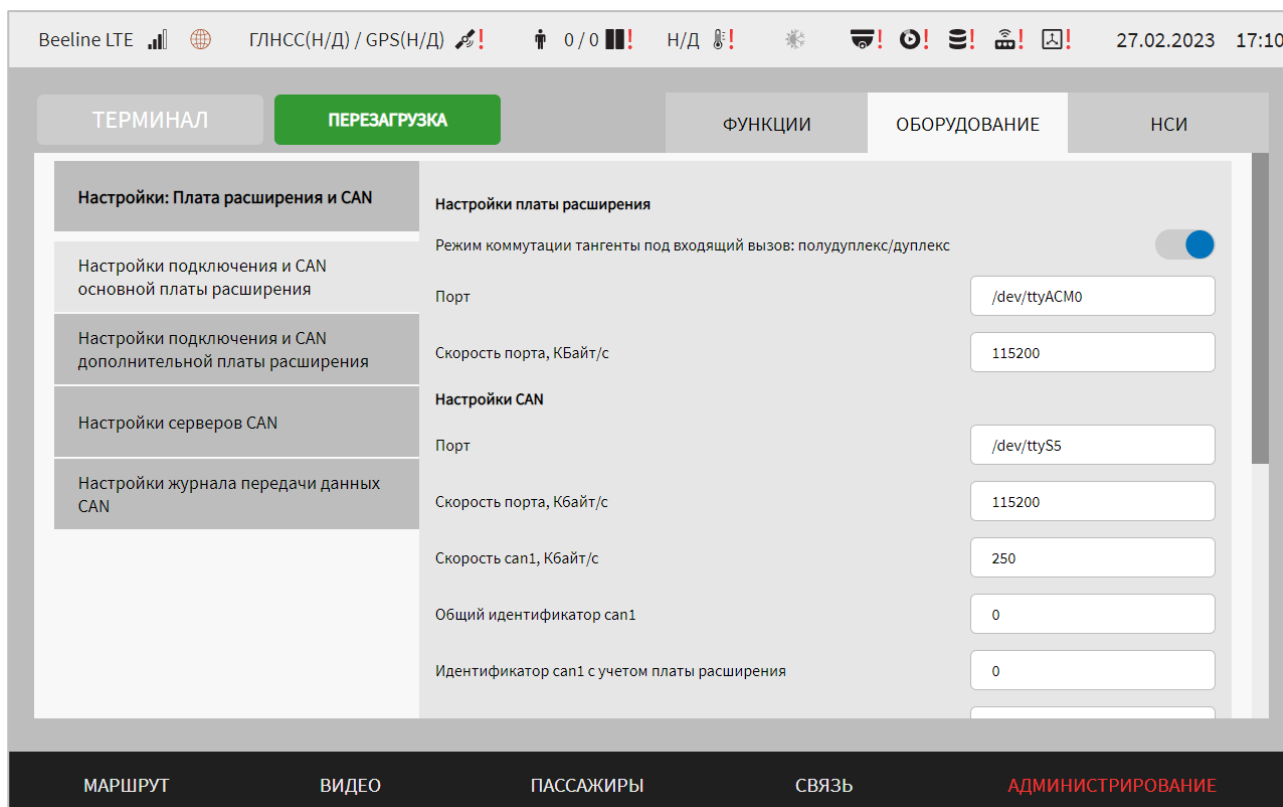 Beeline LTE ГЛНСС(Н/Д) / GPS(Н/Д) ! 0 / 0 ! Н/Д ! ! ! ! ! ! 27.02.2023 17:10
ТЕРМИНАЛ ПЕРЕЗАГРУЗКА ФУНКЦИИ ОБОРУДОВАНИЕ НСИ
Настройки: Плата расширения и CAN
Настройки подключения и CAN
основной платы расширения
Настройки подключения и CAN
дополнительной платы расширения
Настройки серверов CAN
Настройки журнала передачи данных
CAN
Настройки платы расширения
Режим коммутации тангенты под входящий вызов: полудуплекс/дуплекс
Порт /dev/ttyACM0
Скорость порта, КБайт/с 115200
Настройки CAN
Порт /dev/ttyS5
Скорость порта, Кбайт/с 115200
Скорость can1, Кбайт/с 250
Общий идентификатор can1 0
Идентификатор can1 с учетом платы расширения 0
МАРШРУТ ВИДЕО ПАССАЖИРЫ СВЯЗЬ АДМИНИСТРИРОВАНИЕ